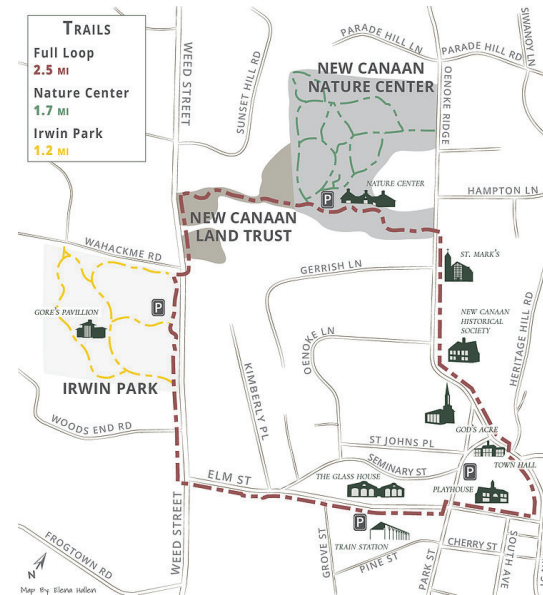 TRAILS
Full Loop
2.5 MI
Nature Center
1.7 MI
Irwin Park
1.2 MI
WEED STREET
SUNSET HILL RD
PARADE HILL LN
PARADE HILL RD
SIWANOY LN
NEW CANAAN
NATURE CENTER
OENOKE RIDGE
NATURE CENTER
P
HAMPTON LN
NEW CANAAN
LAND TRUST
WAHACKME RD
GERRISH LN
ST. MARK'S
P
GORE'S PAVILLION
NEW CANAAN
HISTORICAL
SOCIETY
HERITAGE HILL RD
OENOKE LN
IRWIN PARK
KIMBERLY PL
WOODS END RD
GOD'S ACRE
ST JOHNS PL
TOWN HALL
SEMINARY ST
P
ELM ST
THE GLASS HOUSE
PLAYHOUSE
WEED STREET
P
TRAIN STATION
GROVE ST
PINE ST
PARK ST
CHERRY ST
SOUTH AVE
FROGTOWN RD
N
Map By Elena Hallen